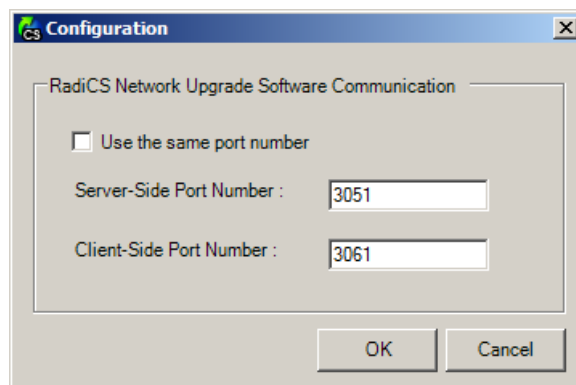 CS Configuration
RadiCS Network Upgrade Software Communication
Use the same port number
Server-Side Port Number : 3051
Client-Side Port Number : 3061
OK Cancel